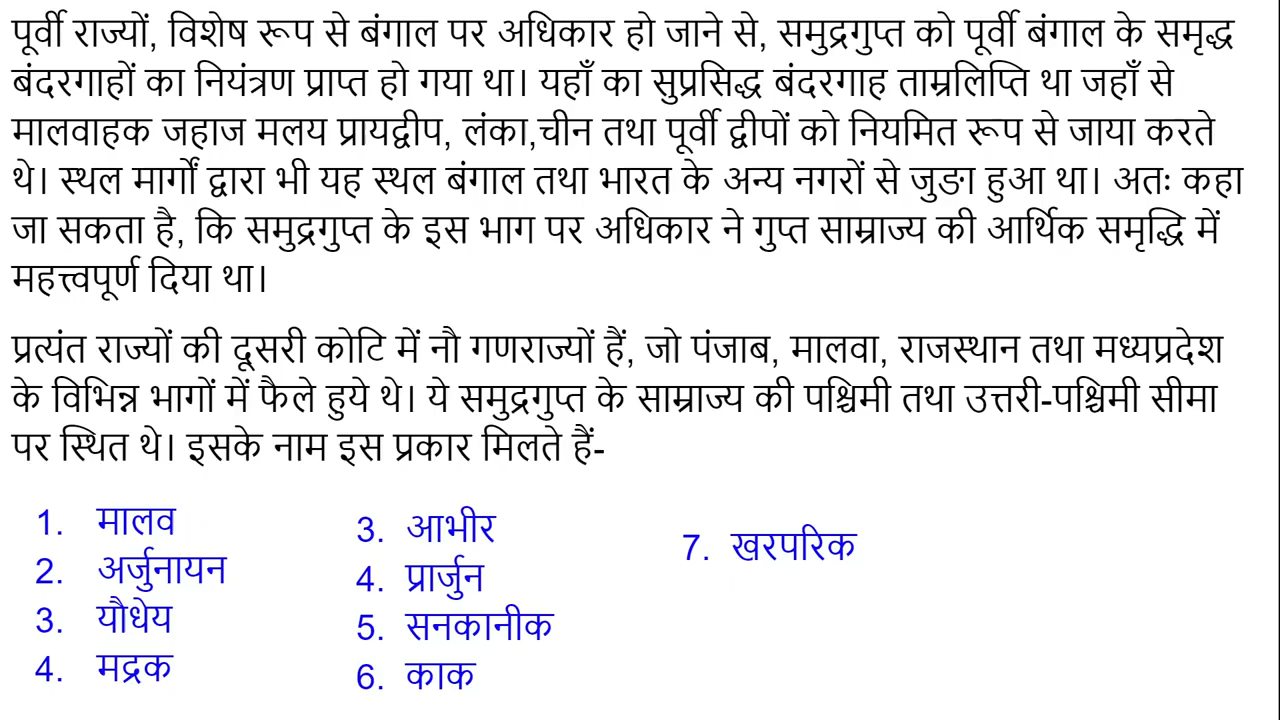 पूर्वी राज्यों, विशेष रूप से बंगाल पर अधिकार हो जाने से, समुद्रगुप्त को पूर्वी बंगाल के समृद्ध
बंदरगाहों का नियंत्रण प्राप्त हो गया था। यहाँ का सुप्रसिद्ध बंदरगाह ताम्रलिप्ति था जहाँ से
मालवाहक जहाज मलय प्रायद्वीप, लंका,चीन तथा पूर्वी द्वीपों को नियमित रूप से जाया करते
थे। स्थल मार्गों द्वारा भी यह स्थल बंगाल तथा भारत के अन्य नगरों से जुङा हुआ था। अतः कहा
जा सकता है, कि समुद्रगुप्त के इस भाग पर अधिकार ने गुप्त साम्राज्य की आर्थिक समृद्धि में
महत्त्वपूर्ण दिया था।
प्रत्यंत राज्यों की दूसरी कोटि में नौ गणराज्यों हैं, जो पंजाब, मालवा, राजस्थान तथा मध्यप्रदेश
के विभिन्न भागों में फैले हुये थे। ये समुद्रगुप्त के साम्राज्य की पश्चिमी तथा उत्तरी-पश्चिमी सीमा
पर स्थित थे। इसके नाम इस प्रकार मिलते हैं-
1. मालव
2. अर्जुनायन
3. यौधेय
4. मद्रक
3. आभीर
4. प्रार्जुन
5. सनकानीक
6. काक
7. खरपरिक